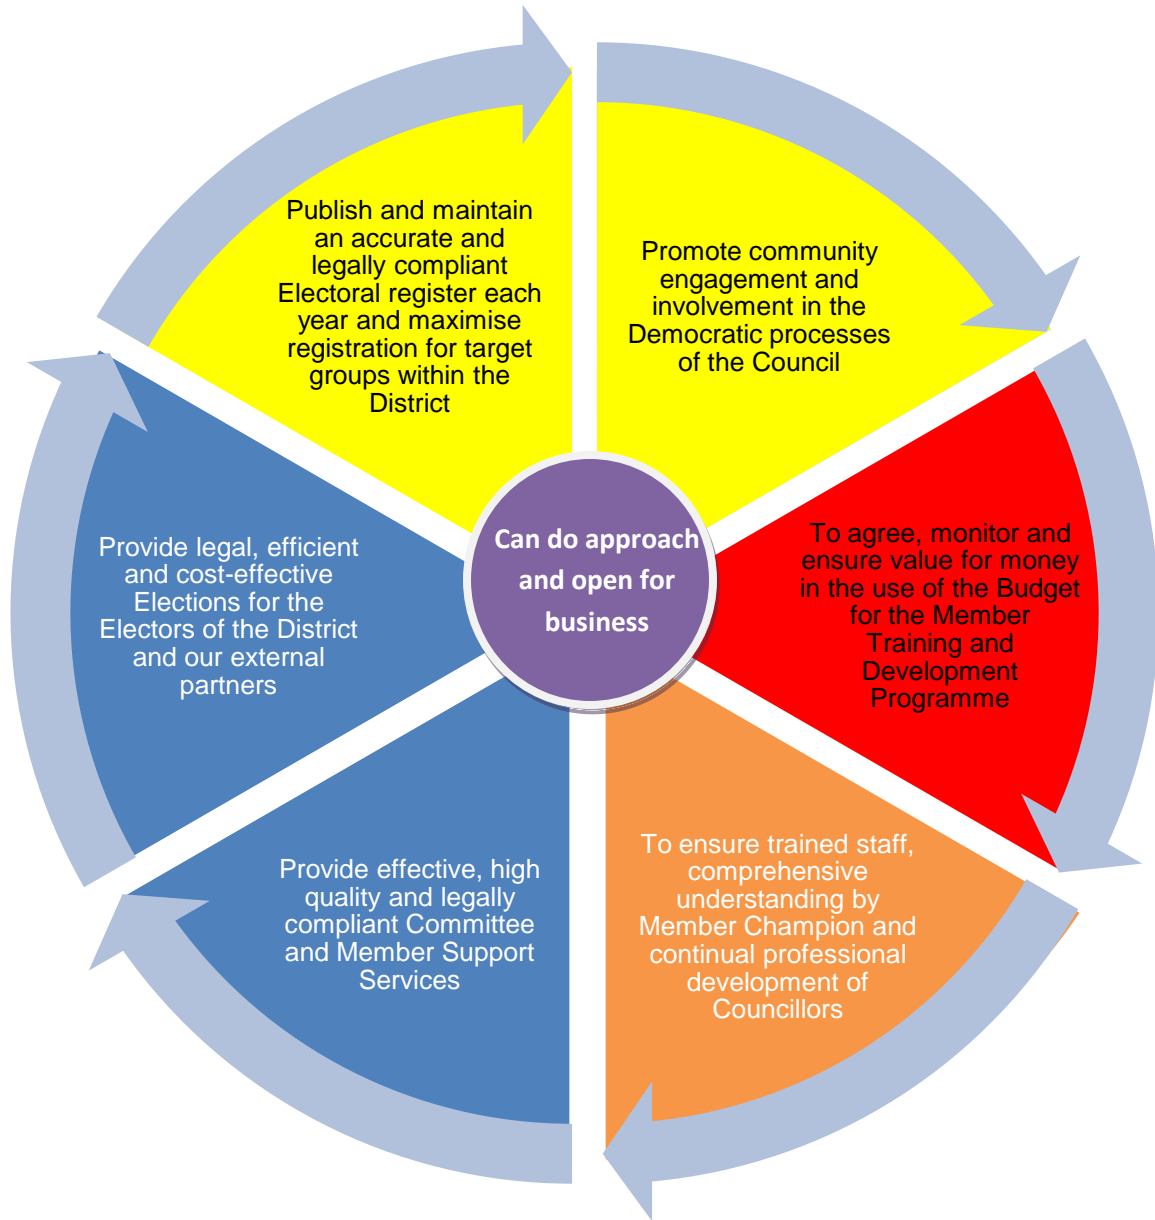 Publish and maintain
an accurate and
legally compliant
Electoral register each
year and maximise
registration for target
groups within the
District
Promote community
engagement and
involvement in the
Democratic processes
of the Council
To agree, monitor and
ensure value for money
in the use of the Budget
for the Member
Training and
Development
Programme
To ensure trained staff,
comprehensive
understanding by
Member Champion and
continual professional
development of
Councillors
Provide effective, high
quality and legally
compliant Committee
and Member Support
Services
Provide legal, efficient
and cost-effective
Elections for the
Electors of the District
and our external
partners
Can do approach
and open for
business